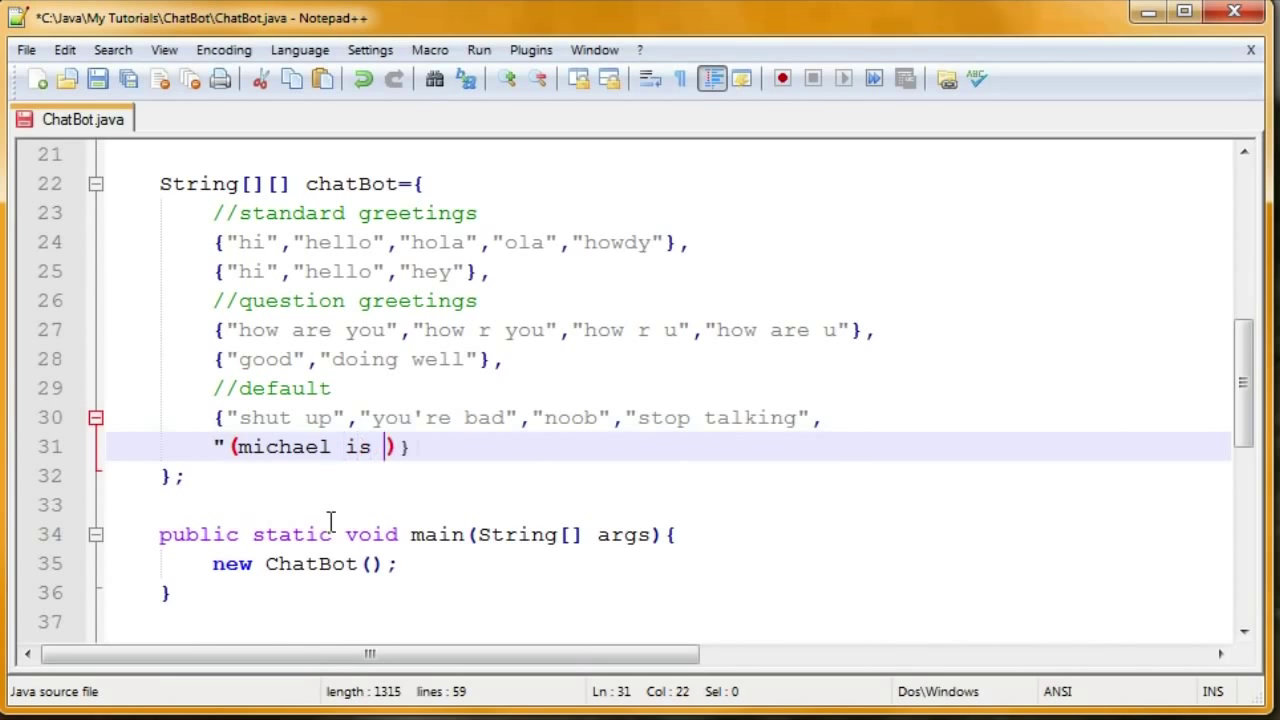 *C:\Java\My Tutorials\ChatBot\ChatBot.java - Notepad++
File Edit Search View Encoding Language Settings Macro Run Plugins Window ? X
ABC
ChatBot.java
21
22 String[][] chatBot={
23 //standard greetings
24 {"hi","hello","hola","ola","howdy"},
25 {"hi","hello","hey"},
26 //question greetings
27 {"how are you","how r you","how r u","how are u"},
28 {"good","doing well"},
29 //default
30 {"shut up","you're bad","noob","stop talking",
31 "(michael is )}
32 };
33
34 public static void main(String[] args){
35 new ChatBot();
36 }
37
Java source file length : 1315 lines : 59 Ln : 31 Col : 22 Sel : 0 Dos\Windows ANSI INS